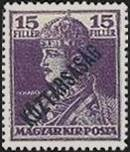 15 15
FILLÉR FILLÉR
KÖZTÁRSASÁG
MAGYAR KIR. POSTA